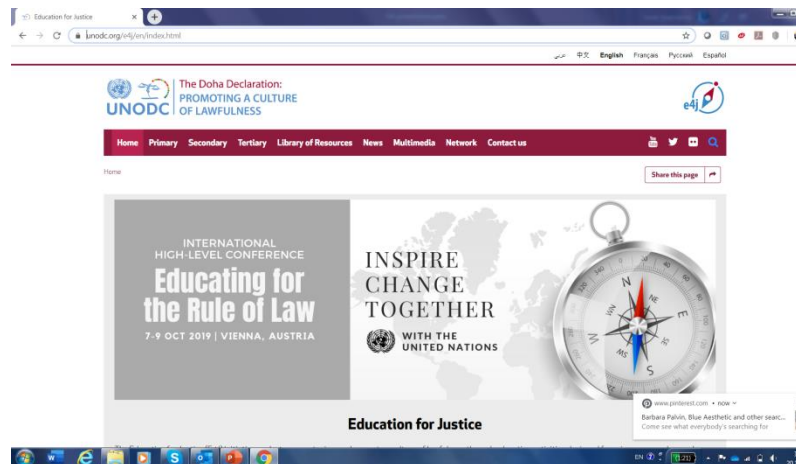 Education for Justice
unodc.org/e4j/en/index.html
عربي 中文 English Français Русский Español
UNODC
The Doha Declaration:
PROMOTING A CULTURE
OF LAWFULNESS
e4j
Home Primary Secondary Tertiary Library of Resources News Multimedia Network Contact us
Home
Share this page
INTERNATIONAL
HIGH-LEVEL CONFERENCE
Educating for
the Rule of Law
7-9 OCT 2019 | VIENNA, AUSTRIA
INSPIRE
CHANGE
TOGETHER
WITH THE
UNITED NATIONS
N
NE
E
SE
S
W
Education for Justice
www.pinterest.com • now
Barbara Palvin, Blue Aesthetic and other searc...
Come see what everybody's searching for
EN